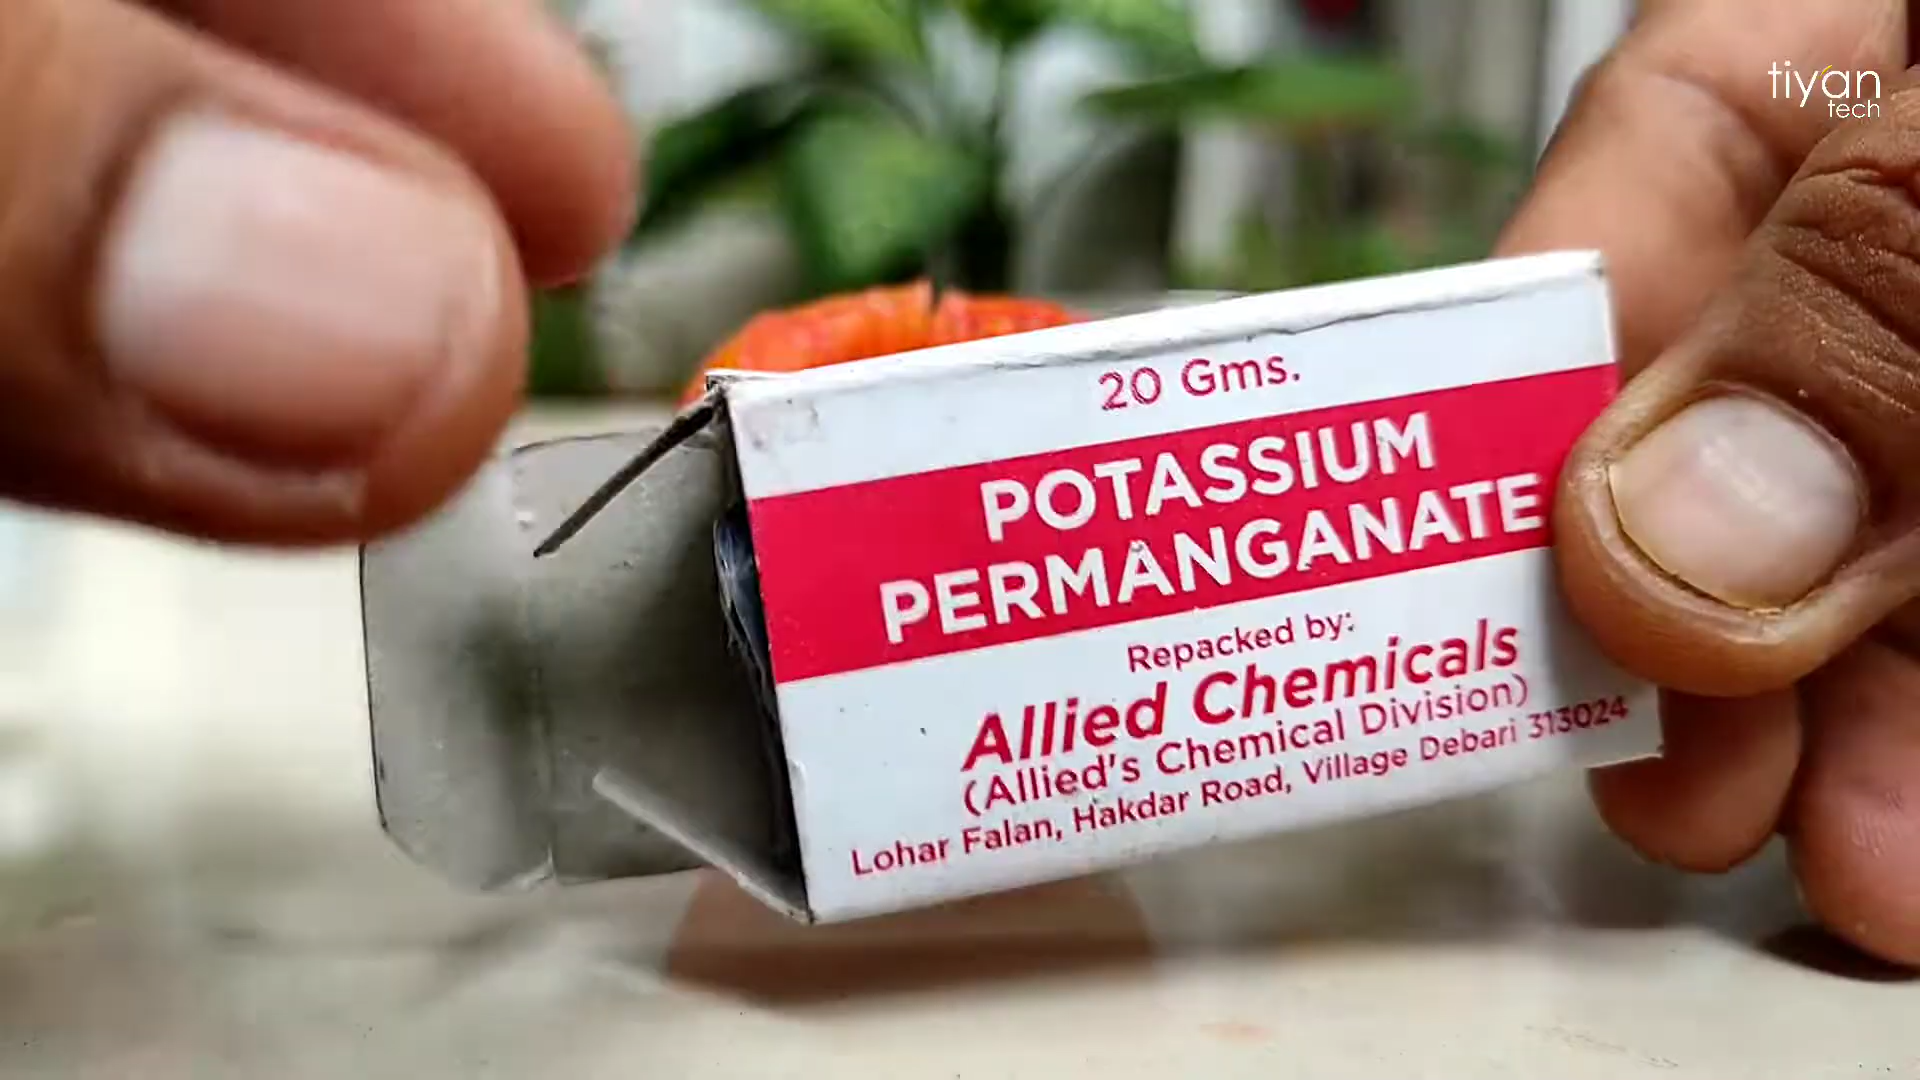 tiyan
tech
20 Gms.
POTASSIUM
PERMANGANATE
Repacked by:
Allied Chemicals
(Allied's Chemical Division)
Lohar Falan, Hakdar Road, Village Debari 313024